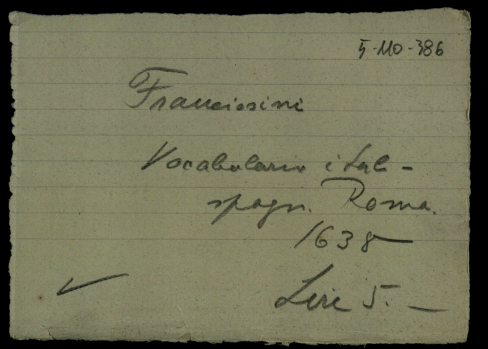 5-110-386
Franciosini
Vocabolario ital-
spagn. Roma.
1638
Lire 5.—